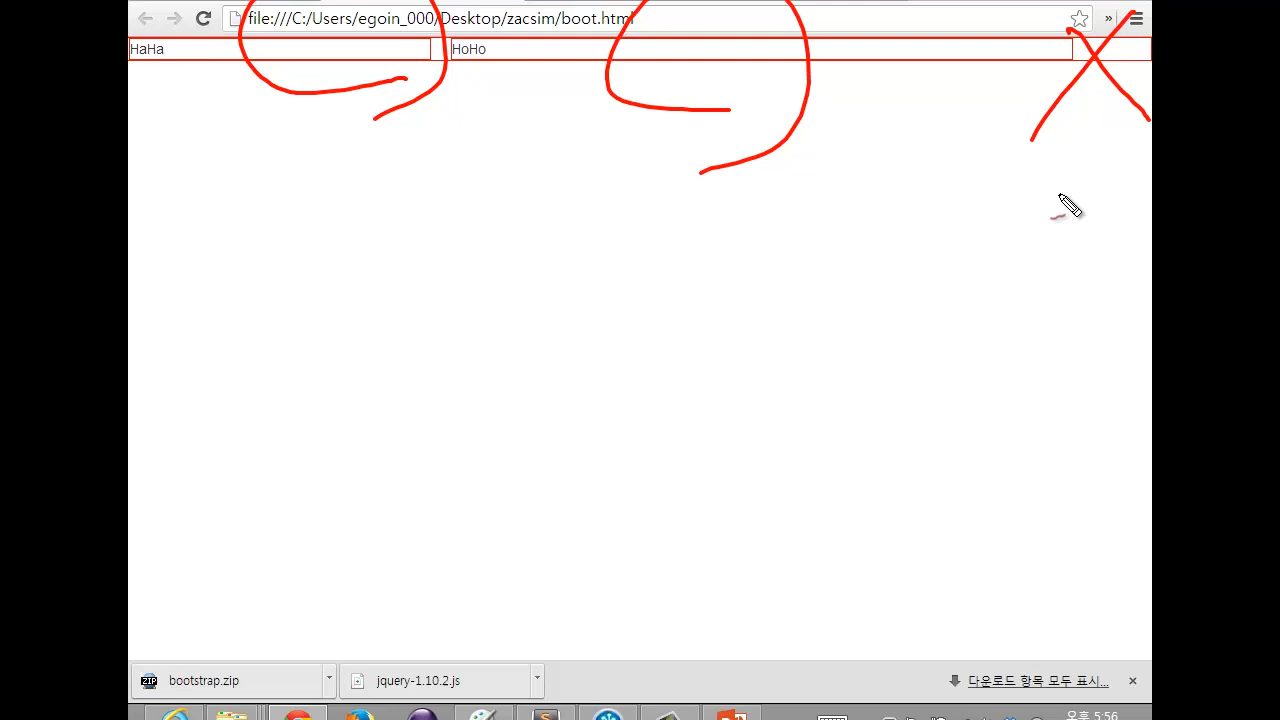 file:///C:/Users/egoin_000/Desktop/zacsim/boot.html
»
HaHa
HoHo
ZIP
bootstrap.zip
jquery-1.10.2.js
다운로드 항목 모두 표시...
오후 5:56